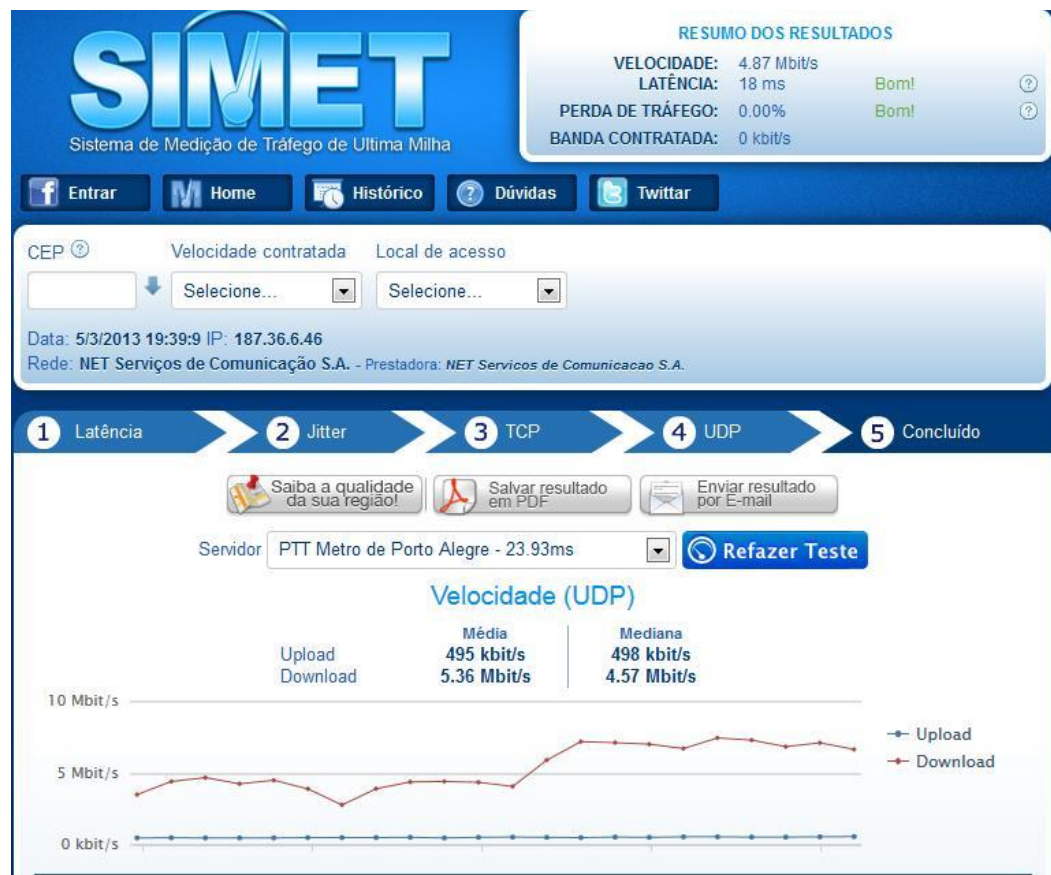 SIMET
Sistema de Medição de Tráfego de Ultima Milha
RESUMO DOS RESULTADOS
VELOCIDADE: 4.87 Mbit/s
LATÊNCIA: 18 ms Bom! ?
PERDA DE TRÁFEGO: 0.00% Bom! ?
BANDA CONTRATADA: 0 kbit/s
f Entrar M Home Histórico ? Dúvidas Twittar
CEP ? Velocidade contratada Local de acesso
Selecione... Selecione...
Data: 5/3/2013 19:39:9 IP: 187.36.6.46
Rede: NET Serviços de Comunicação S.A. - Prestadora: NET Servicos de Comunicacao S.A.
1 Latência 2 Jitter 3 TCP 4 UDP 5 Concluído
Saiba a qualidade da sua região! Salvar resultado em PDF Enviar resultado por E-mail
Servidor PTT Metro de Porto Alegre - 23.93ms Refazer Teste
Velocidade (UDP)
Média Mediana
Upload 495 kbit/s 498 kbit/s
Download 5.36 Mbit/s 4.57 Mbit/s
10 Mbit/s
5 Mbit/s
0 kbit/s
Upload
Download